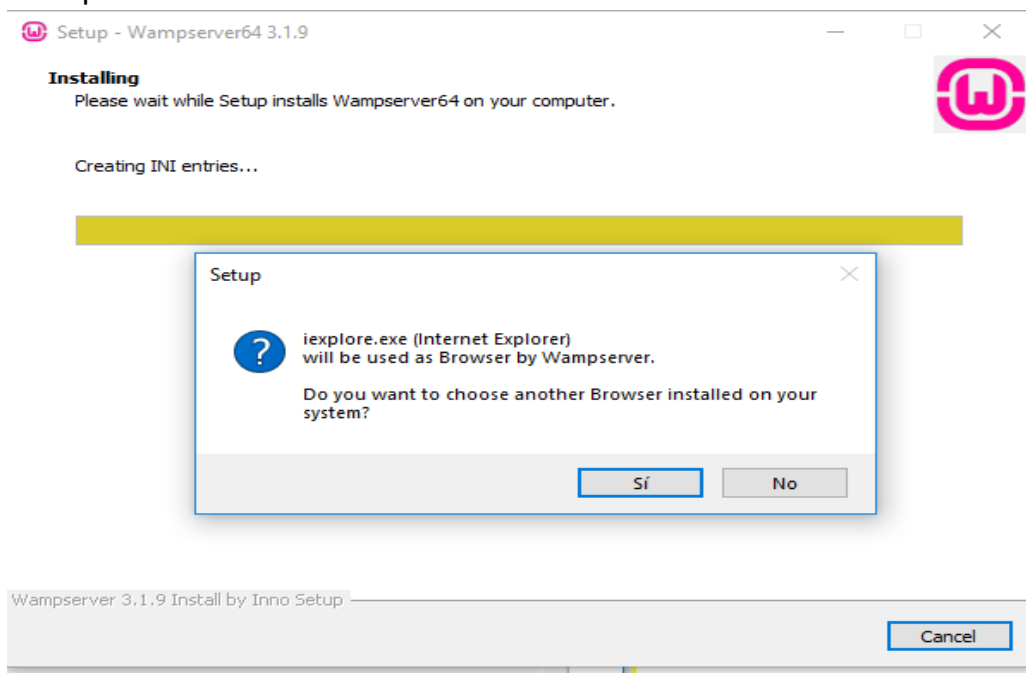 Setup - Wampserver64 3.1.9
Installing
Please wait while Setup installs Wampserver64 on your computer.
Creating INI entries...
Setup
iexplore.exe (Internet Explorer)
will be used as Browser by Wampserver.
Do you want to choose another Browser installed on your
system?
Sí
No
Wampserver 3.1.9 Install by Inno Setup
Cancel